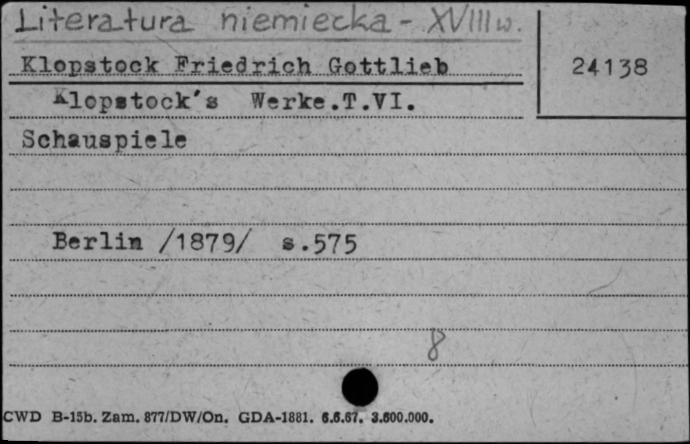 Literatura niemiecka - XVIII w.
Klopstock Friedrich Gottlieb
24138
Klopstock's Werke.T.VI.
Schauspiele
Berlin /1879/ s.575
8
CWD B-15b. Zam. 877/DW/On. GDA-1881. 6.6.67. 3.600.000.